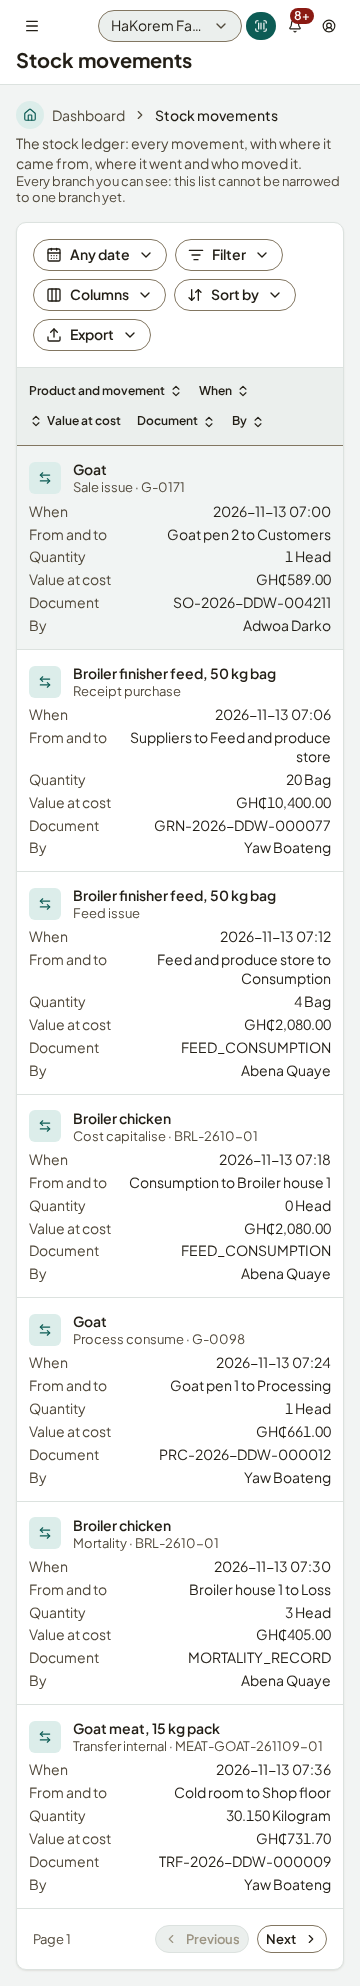 HaKorem Fa...
8+
Stock movements
Dashboard > Stock movements
The stock ledger: every movement, with where it
came from, where it went and who moved it.
Every branch you can see: this list cannot be narrowed
to one branch yet.
Any date
Filter
Columns
Sort by
Export
Product and movement When
Value at cost Document By
Goat
Sale issue · G-0171
When 2026-11-13 07:00
From and to Goat pen 2 to Customers
Quantity 1 Head
Value at cost GH₵589.00
Document SO-2026-DDW-004211
By Adwoa Darko
Broiler finisher feed, 50 kg bag
Receipt purchase
When 2026-11-13 07:06
From and to Suppliers to Feed and produce
store
Quantity 20 Bag
Value at cost GH₵10,400.00
Document GRN-2026-DDW-000077
By Yaw Boateng
Broiler finisher feed, 50 kg bag
Feed issue
When 2026-11-13 07:12
From and to Feed and produce store to
Consumption
Quantity 4 Bag
Value at cost GH₵2,080.00
Document FEED_CONSUMPTION
By Abena Quaye
Broiler chicken
Cost capitalise · BRL-2610-01
When 2026-11-13 07:18
From and to Consumption to Broiler house 1
Quantity 0 Head
Value at cost GH₵2,080.00
Document FEED_CONSUMPTION
By Abena Quaye
Goat
Process consume · G-0098
When 2026-11-13 07:24
From and to Goat pen 1 to Processing
Quantity 1 Head
Value at cost GH₵661.00
Document PRC-2026-DDW-000012
By Yaw Boateng
Broiler chicken
Mortality · BRL-2610-01
When 2026-11-13 07:30
From and to Broiler house 1 to Loss
Quantity 3 Head
Value at cost GH₵405.00
Document MORTALITY_RECORD
By Abena Quaye
Goat meat, 15 kg pack
Transfer internal · MEAT-GOAT-261109-01
When 2026-11-13 07:36
From and to Cold room to Shop floor
Quantity 30.150 Kilogram
Value at cost GH₵731.70
Document TRF-2026-DDW-000009
By Yaw Boateng
Page 1
Previous
Next